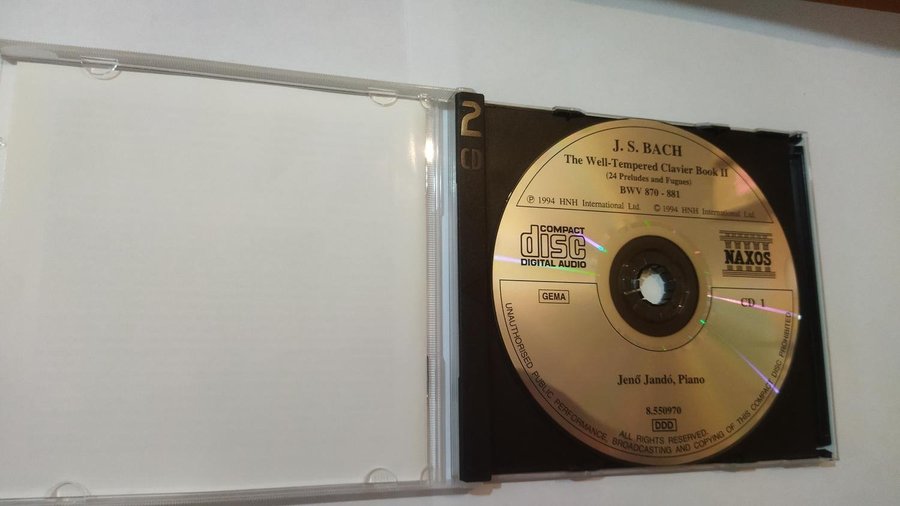 2
CD
J. S. BACH
The Well-Tempered Clavier Book II
(24 Preludes and Fugues)
BWV 870 - 881
℗ 1994 HNH International Ltd. © 1994 HNH International Ltd.
COMPACT
disc
DIGITAL AUDIO
NAXOS
GEMA
CD 1
Jenő Jandó, Piano
8.550970
DDD
ALL RIGHTS RESERVED.
UNAUTHORISED PUBLIC PERFORMANCE, BROADCASTING AND COPYING OF THIS COMPACT DISC PROHIBITED.